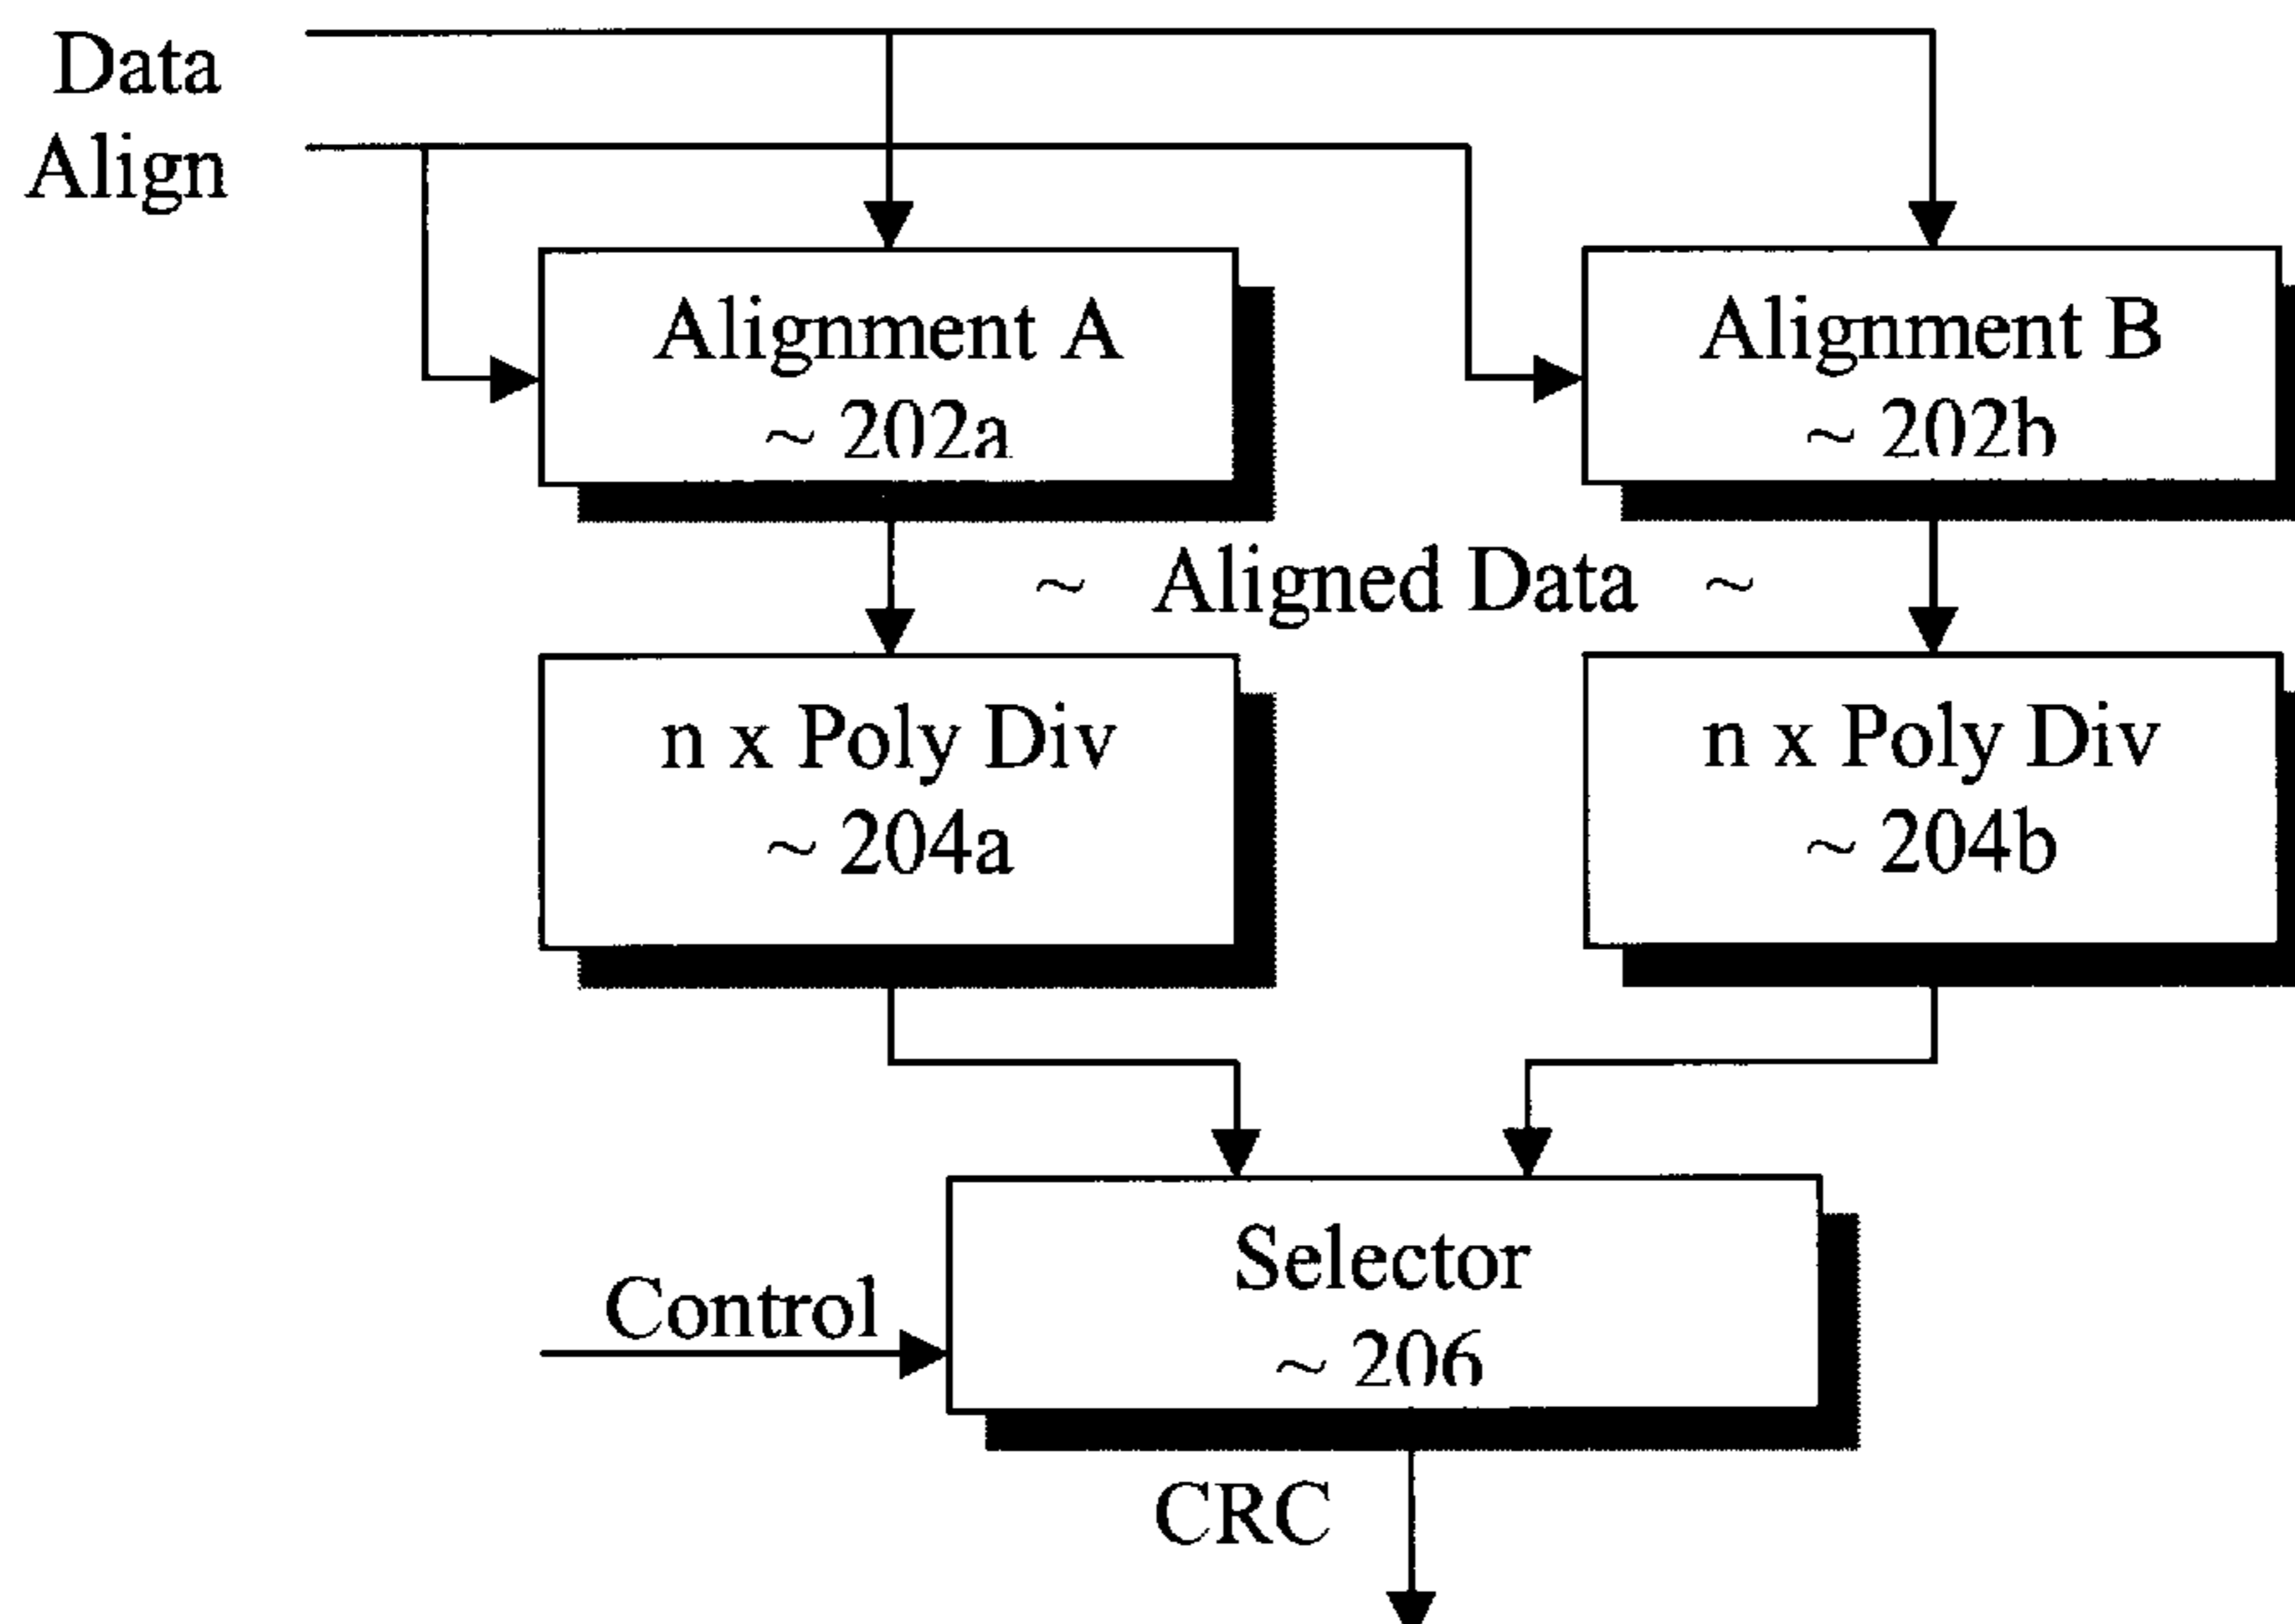 Data
Align
Alignment A
~ 202a
Alignment B
~ 202b
~ Aligned Data ~
n x Poly Div
~ 204a
n x Poly Div
~ 204b
Selector
~ 206
Control
CRC